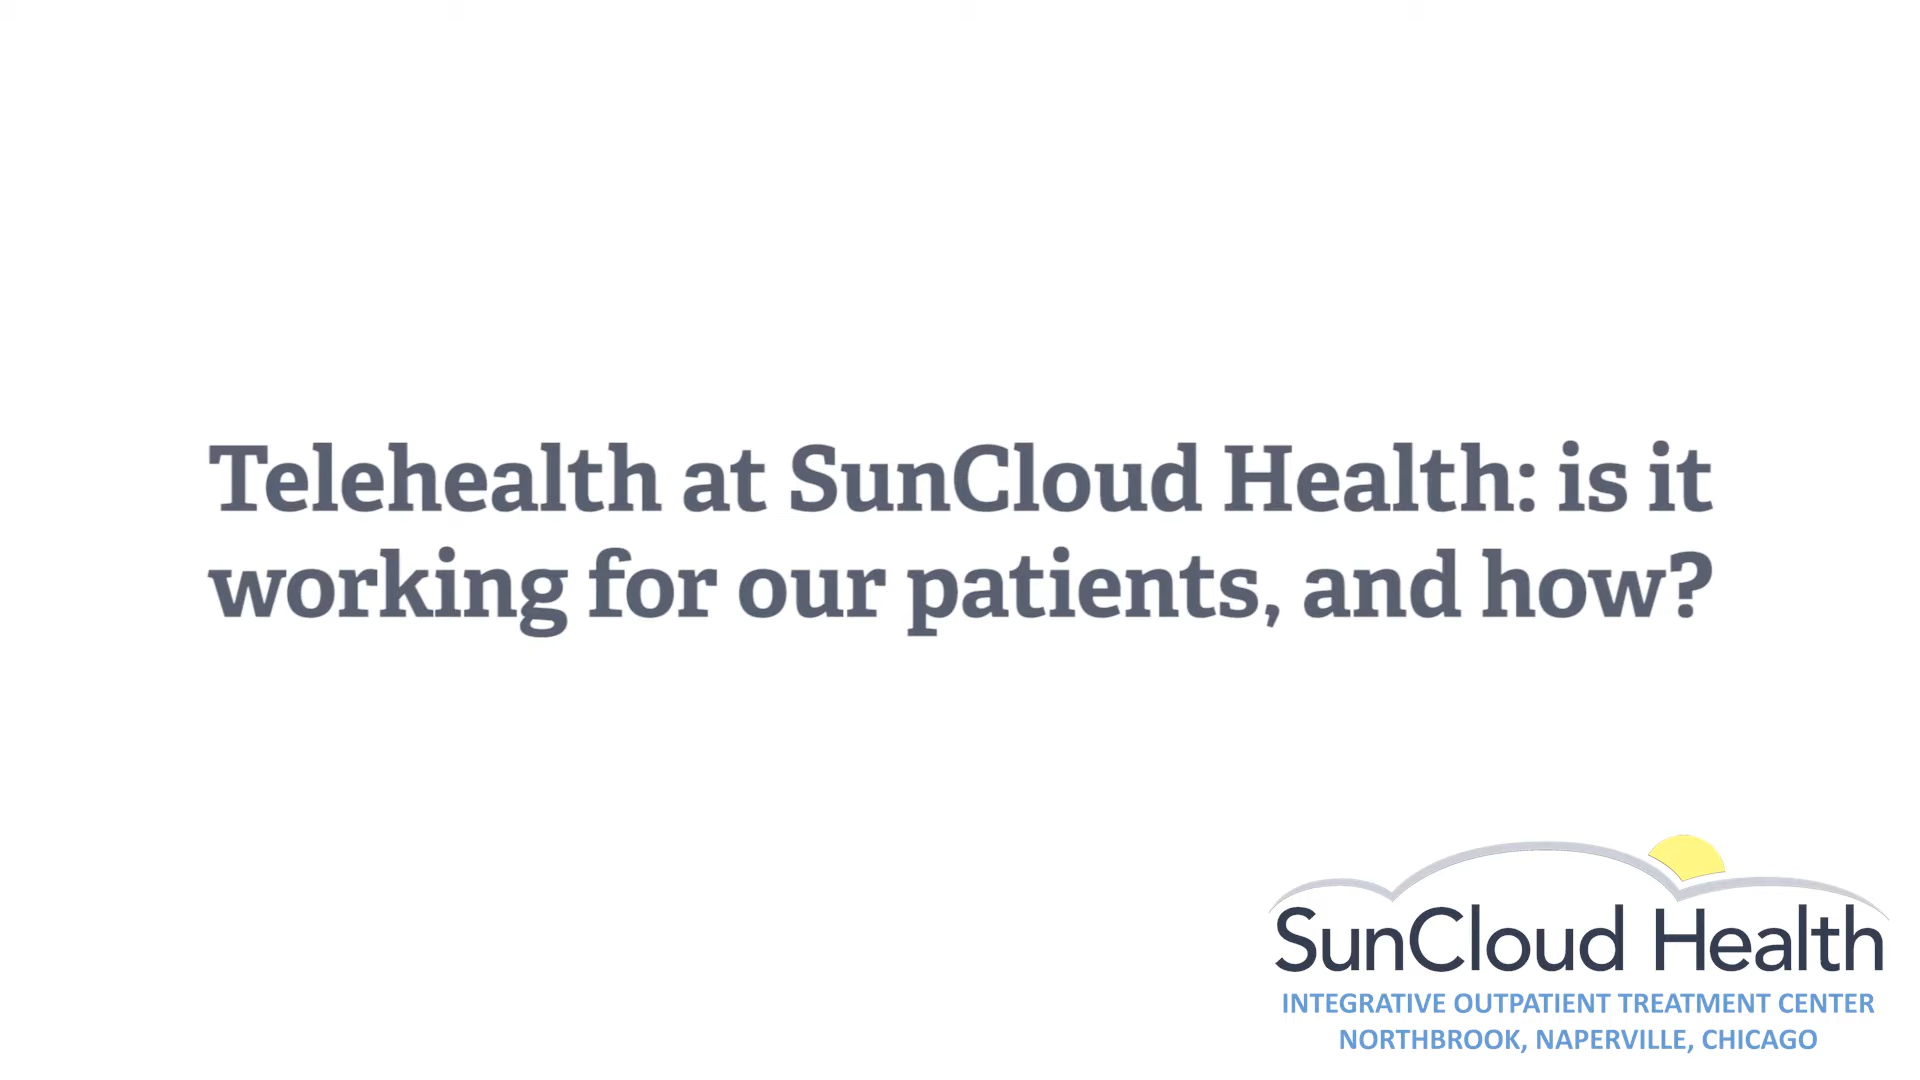 Telehealth at SunCloud Health: is it
working for our patients, and how?
SunCloud Health
INTEGRATIVE OUTPATIENT TREATMENT CENTER
NORTHBROOK, NAPERVILLE, CHICAGO